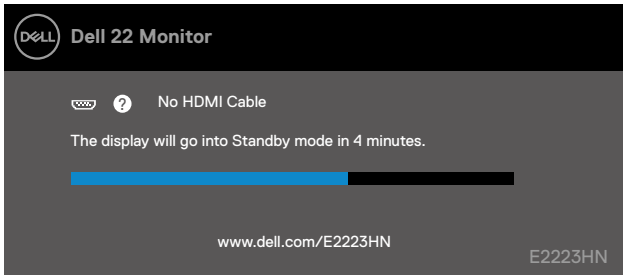 DELL Dell 22 Monitor
? No HDMI Cable
The display will go into Standby mode in 4 minutes.
www.dell.com/E2223HN
E2223HN